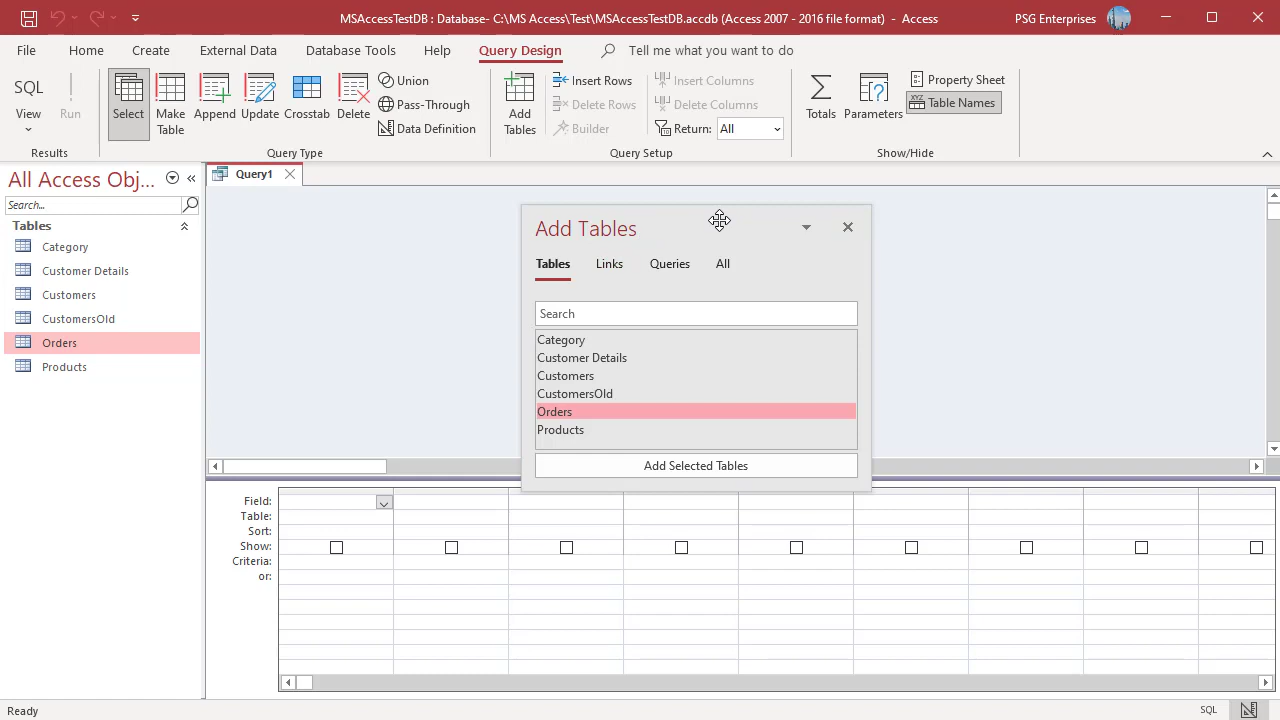 MSAccessTestDB : Database- C:\MS Access\Test\MSAccessTestDB.accdb (Access 2007 - 2016 file format) - Access
PSG Enterprises
File
Home
Create
External Data
Database Tools
Help
Query Design
Tell me what you want to do
SQL
View
Run
Results
Select
Make Table
Append
Update
Crosstab
Delete
Union
Pass-Through
Data Definition
Query Type
Add Tables
Insert Rows
Delete Rows
Builder
Insert Columns
Delete Columns
Return: All
Query Setup
Totals
Parameters
XYZ
Property Sheet
Table Names
Show/Hide
All Access Obj...
Search...
Tables
Category
Customer Details
Customers
CustomersOld
Orders
Products
Query1
Add Tables
Tables
Links
Queries
All
Search
Category
Customer Details
Customers
CustomersOld
Orders
Products
Add Selected Tables
Field:
Table:
Sort:
Show:
Criteria:
or:
Ready
SQL